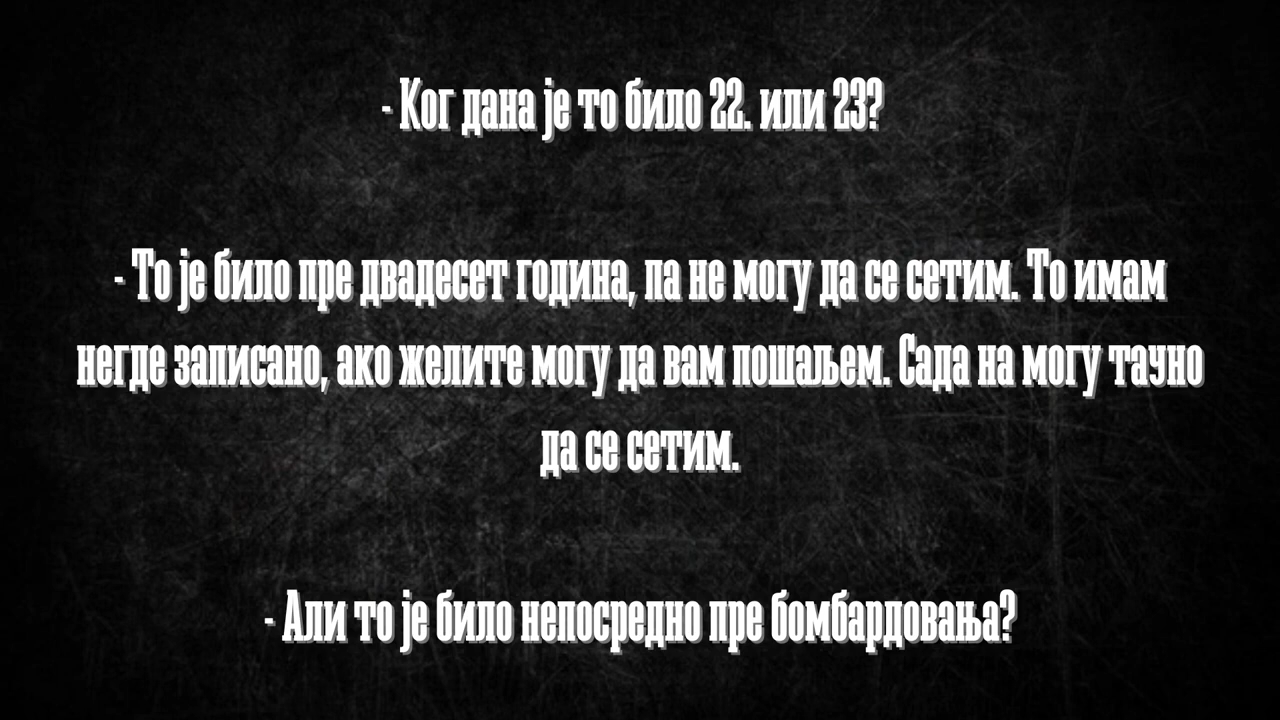 - Ког дана је то било 22. или 23?
- То је било пре двадесет година, па не могу да се сетим. То имам
негде записано, ако желите могу да вам пошаљем. Сада на могу тачно
да се сетим.
- Али то је било непосредно пре бомбардовања?